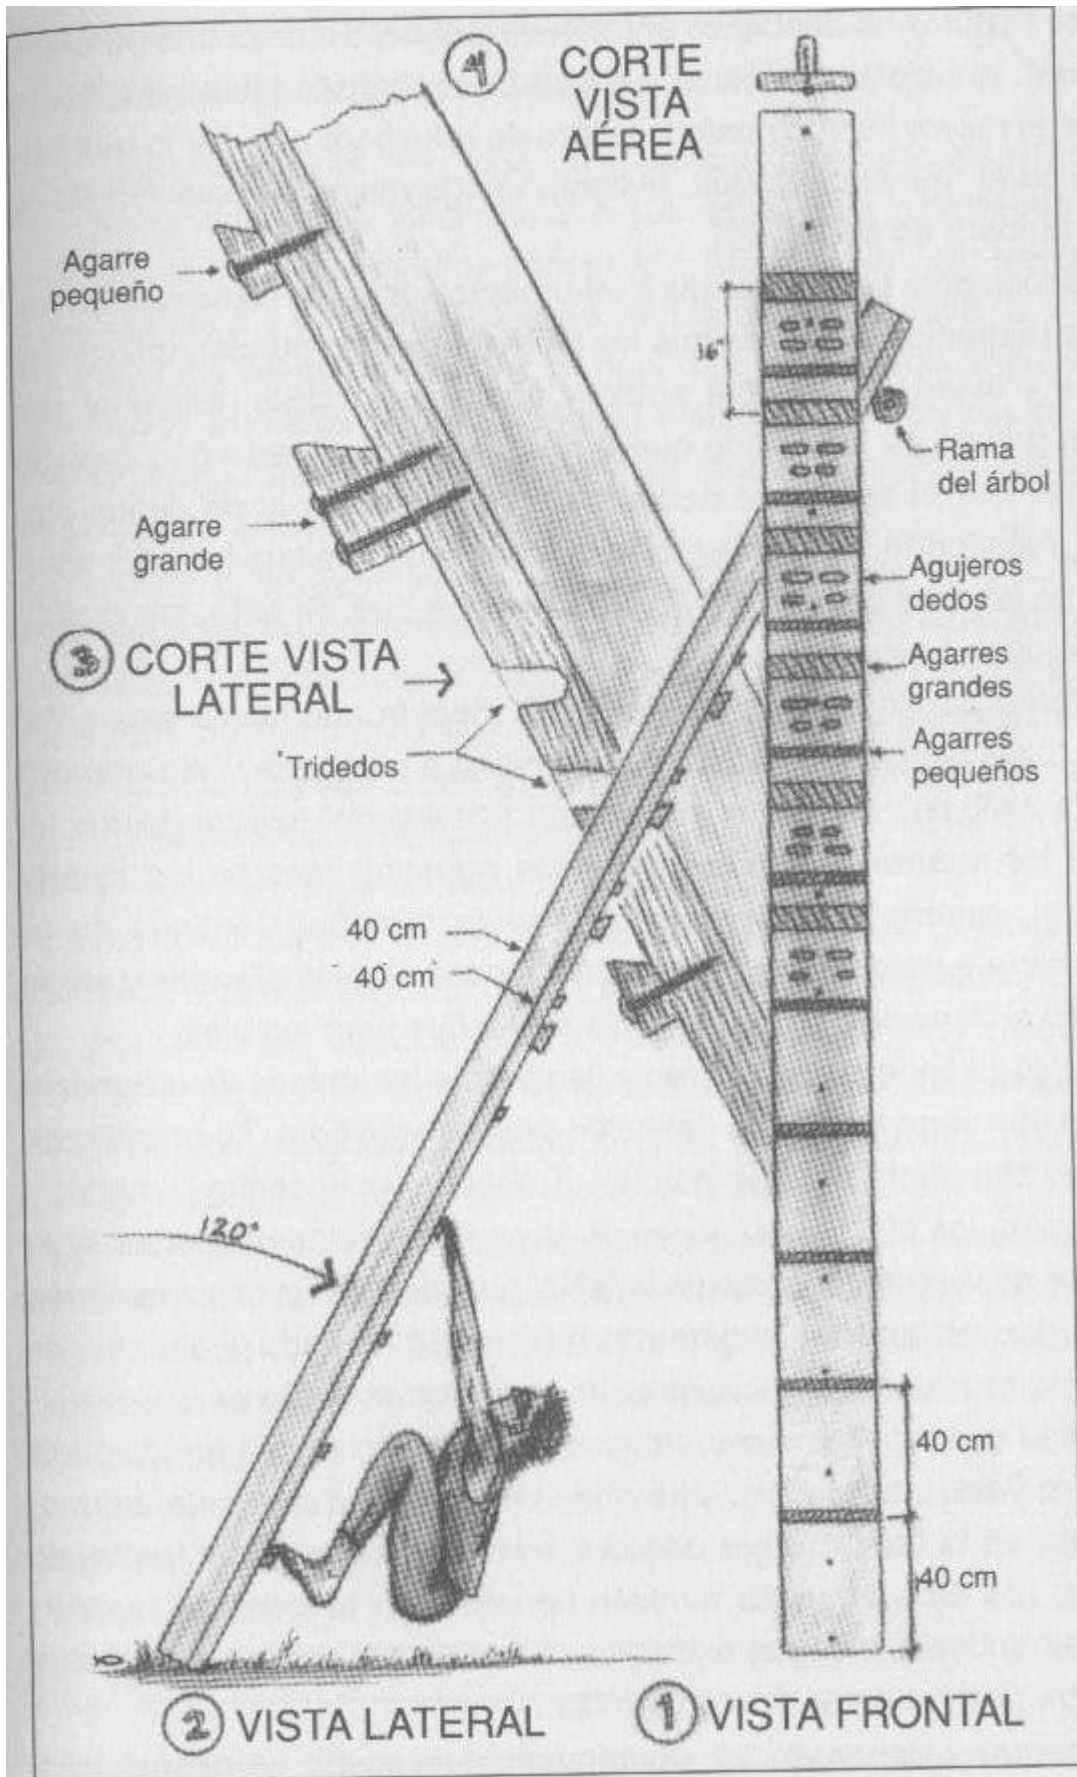 4
CORTE
VISTA
AÉREA
Agarre
pequeño
16"
Rama
del árbol
Agarre
grande
Agujeros
dedos
3
CORTE VISTA
LATERAL
Agarres
grandes
Tridedos
Agarres
pequeños
40 cm
40 cm
120°
40 cm
40 cm
2
VISTA LATERAL
1
VISTA FRONTAL